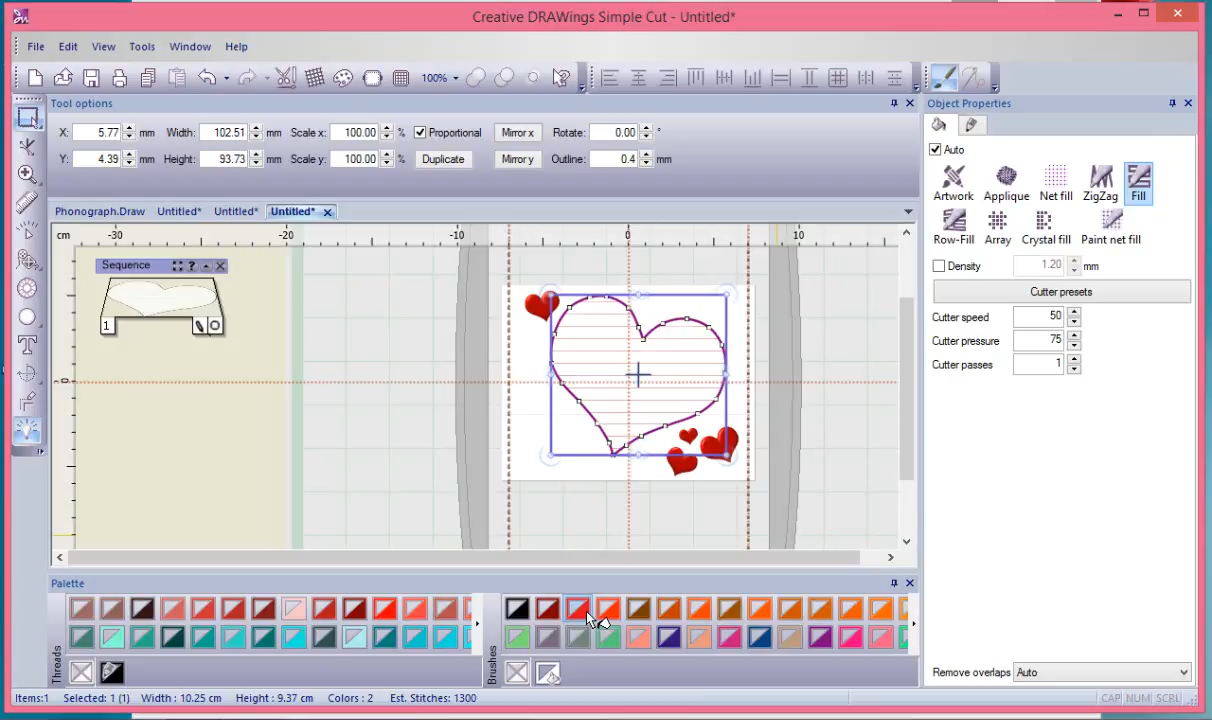 Creative DRAWings Simple Cut - Untitled*
File Edit View Tools Window Help
100%
Tool options
X: 5.77 mm Width: 102.51 mm Scale x: 100.00 % Proportional Mirror x Rotate: 0.00 °
Y: 4.39 mm Height: 93.73 mm Scale y: 100.00 % Duplicate Mirror y Outline: 0.4 mm
Phonograph.Draw Untitled* Untitled* Untitled*
cm -30 -20 -10 0 10
Sequence
1
0
Object Properties
Auto
Artwork Applique Net fill ZigZag Fill
Row-Fill Array Crystal fill Paint net fill
Density 1.20 mm
Cutter presets
Cutter speed 50
Cutter pressure 75
Cutter passes 1
Remove overlaps Auto
Palette
Threads
Brushes
Items:1 Selected: 1 (1) Width : 10.25 cm Height : 9.37 cm Colors : 2 Est. Stitches: 1300
CAP NUM SCRL